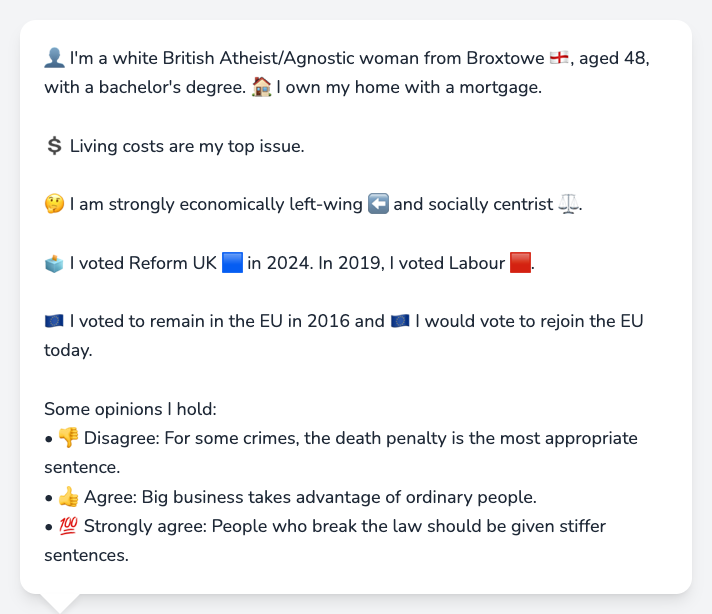 👤 I'm a white British Atheist/Agnostic woman from Broxtowe 🏴󠁧󠁢󠁥󠁮󠁧󠁿, aged 48,
with a bachelor's degree. 🏠 I own my home with a mortgage.
💲 Living costs are my top issue.
🤔 I am strongly economically left-wing ⬅️ and socially centrist ⚖️.
🗳️ I voted Reform UK 🟦 in 2024. In 2019, I voted Labour 🟥.
🇪🇺 I voted to remain in the EU in 2016 and 🇪🇺 I would vote to rejoin the EU
today.
Some opinions I hold:
• 👎 Disagree: For some crimes, the death penalty is the most appropriate
sentence.
• 👍 Agree: Big business takes advantage of ordinary people.
• 💯 Strongly agree: People who break the law should be given stiffer
sentences.